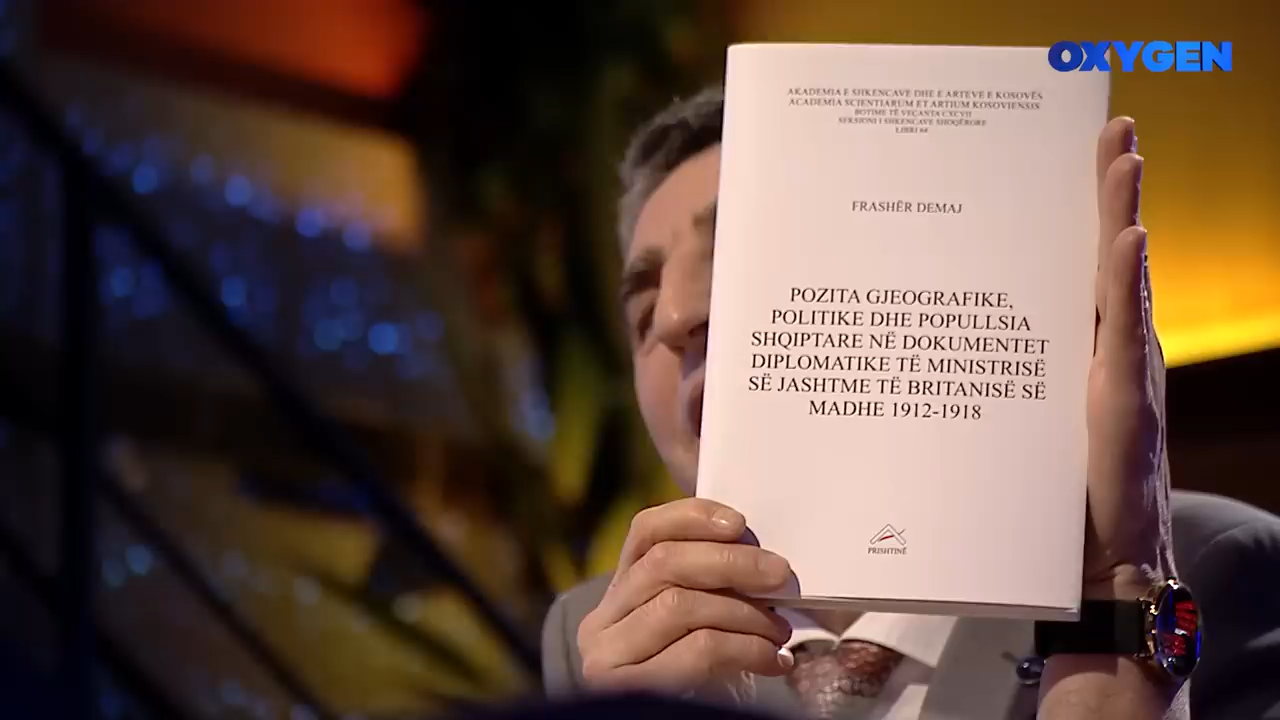 OXYGEN
AKADEMIA E SHKENCAVE DHE E ARTEVE E KOSOVËS
ACADEMIA SCIENTIARUM ET ARTIUM KOSOVIENSIS
BOTIME TË VEÇANTA CXCVII
SEKSIONI I SHKENCAVE SHOQËRORE
LIBRI
FRASHËR DEMAJ
POZITA GJEOGRAFIKE,
POLITIKE DHE POPULLSIA
SHQIPTARE NË DOKUMENTET
DIPLOMATIKE TË MINISTRISË
SË JASHTME TË BRITANISË SË
MADHE 1912-1918
PRISHTINË